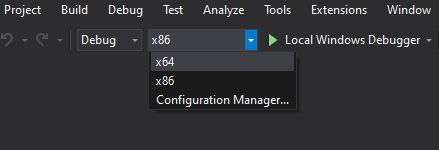 Project Build Debug Test Analyze Tools Extensions Window
Debug x86 Local Windows Debugger
x64
x86
Configuration Manager...